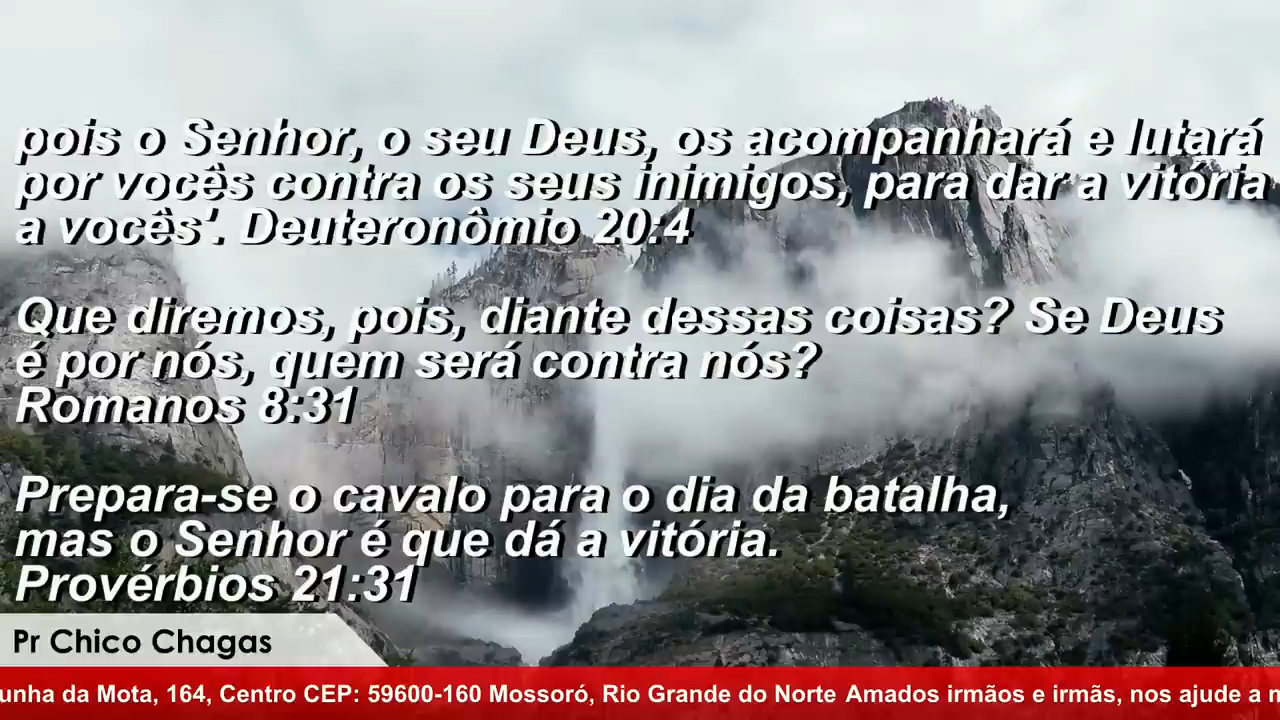 pois o Senhor, o seu Deus, os acompanhará e lutará
por vocês contra os seus inimigos, para dar a vitória
a vocês'. Deuteronômio 20:4
Que diremos, pois, diante dessas coisas? Se Deus
é por nós, quem será contra nós?
Romanos 8:31
Prepara-se o cavalo para o dia da batalha,
mas o Senhor é que dá a vitória.
Provérbios 21:31
Pr Chico Chagas
unha da Mota, 164, Centro CEP: 59600-160 Mossoró, Rio Grande do Norte Amados irmãos e irmãs, nos ajude a